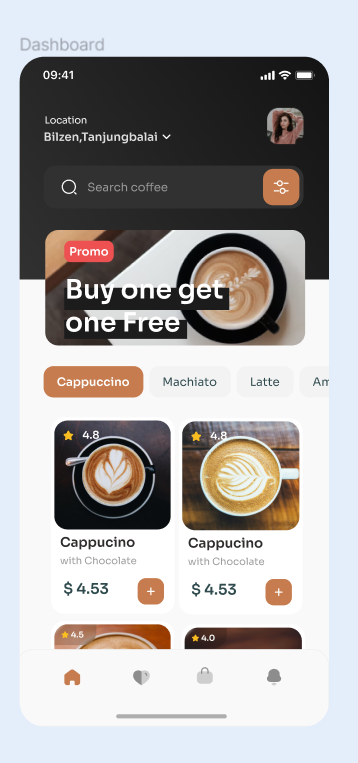 Dashboard
09:41
Location
Bilzen,Tanjungbalai
Search coffee
Promo
Buy one get
one Free
Cappuccino
Machiato
Latte
Am
4.8
4.8
Cappucino
Cappucino
with Chocolate
with Chocolate
$ 4.53
+
$ 4.53
+
4.5
4.0